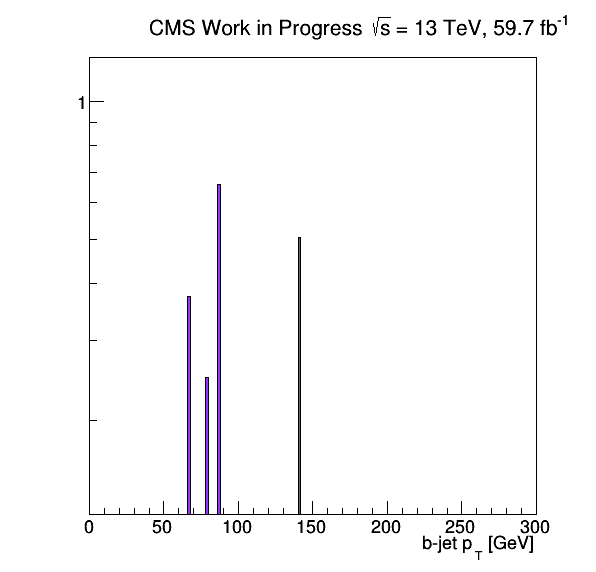 CMS Work in Progress √s = 13 TeV, 59.7 fb⁻¹
1
0 50 100 150 200 250 300
b-jet p_T [GeV]